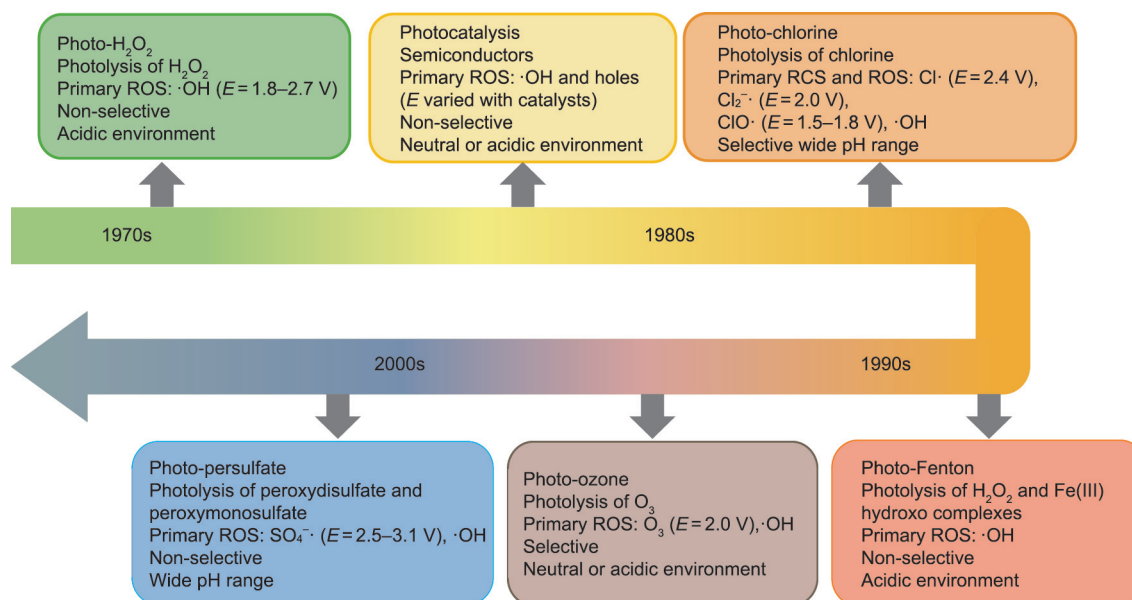 Photo-H₂O₂
Photolysis of H₂O₂
Primary ROS: ·OH (E = 1.8–2.7 V)
Non-selective
Acidic environment
Photocatalysis
Semiconductors
Primary ROS: ·OH and holes
(E varied with catalysts)
Non-selective
Neutral or acidic environment
Photo-chlorine
Photolysis of chlorine
Primary RCS and ROS: Cl· (E = 2.4 V),
Cl₂⁻· (E = 2.0 V),
ClO· (E = 1.5–1.8 V), ·OH
Selective wide pH range
1970s
1980s
2000s
1990s
Photo-persulfate
Photolysis of peroxydisulfate and
peroxymonosulfate
Primary ROS: SO₄⁻· (E = 2.5–3.1 V), ·OH
Non-selective
Wide pH range
Photo-ozone
Photolysis of O₃
Primary ROS: O₃ (E = 2.0 V),·OH
Selective
Neutral or acidic environment
Photo-Fenton
Photolysis of H₂O₂ and Fe(III)
hydroxo complexes
Primary ROS: ·OH
Non-selective
Acidic environment